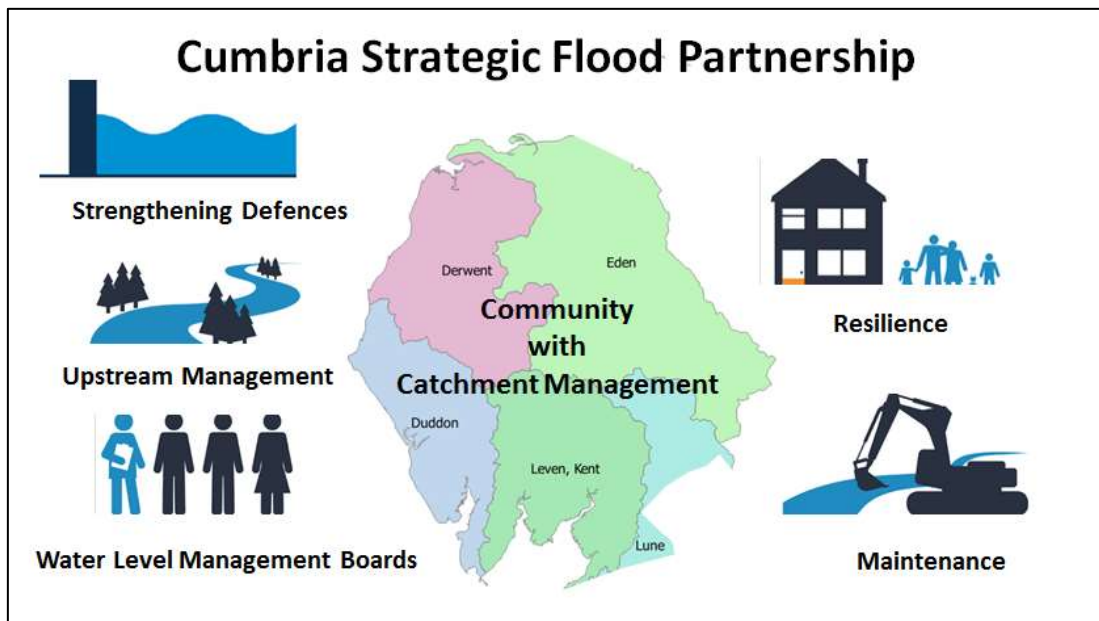 Cumbria Strategic Flood Partnership
Strengthening Defences
Upstream Management
Water Level Management Boards
Derwent
Eden
Community
with
Catchment Management
Duddon
Leven, Kent
Lune
Resilience
Maintenance